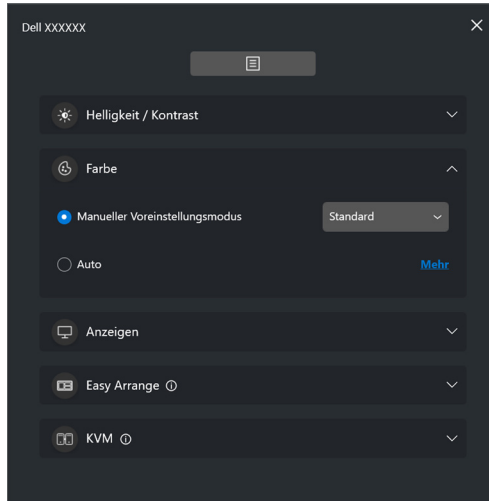 Dell XXXXXX
Helligkeit / Kontrast
Farbe
Manueller Voreinstellungsmodus Standard
Auto Mehr
Anzeigen
Easy Arrange
KVM